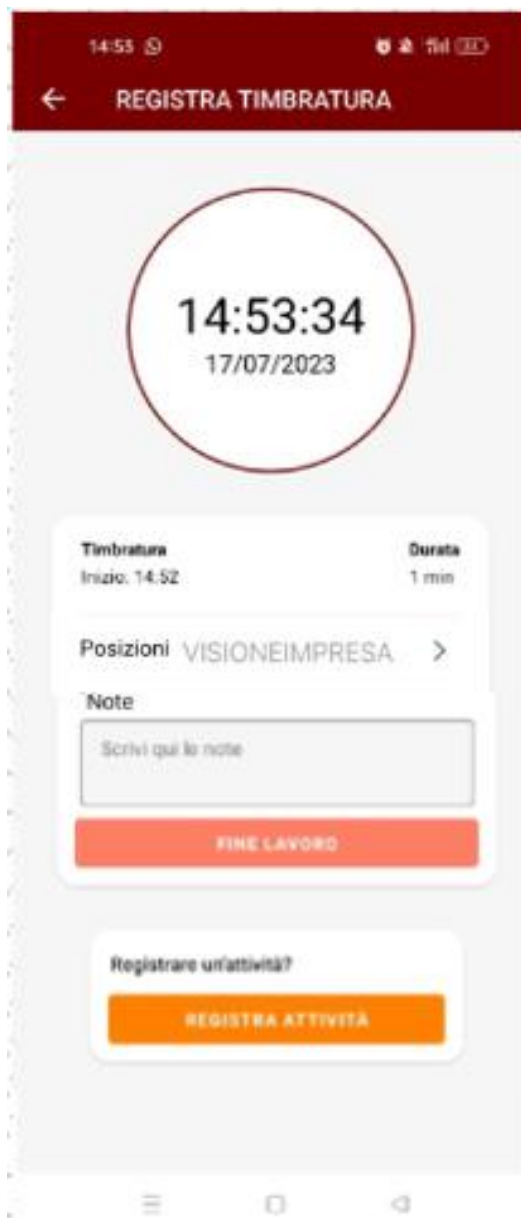 14:53
REGISTRA TIMBRATURA
14:53:34
17/07/2023
Timbratura Durata
Inizio: 14:52 1 min
Posizioni VISIONEIMPRESA
Note
Scrivi qui le note
FINE LAVORO
Registrare un'attività?
REGISTRA ATTIVITÀ